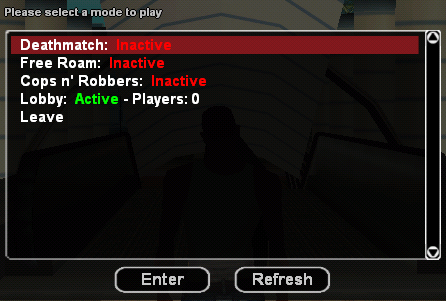 Please select a mode to play
Deathmatch: Inactive
Free Roam: Inactive
Cops n' Robbers: Inactive
Lobby: Active - Players: 0
Leave
Enter Refresh